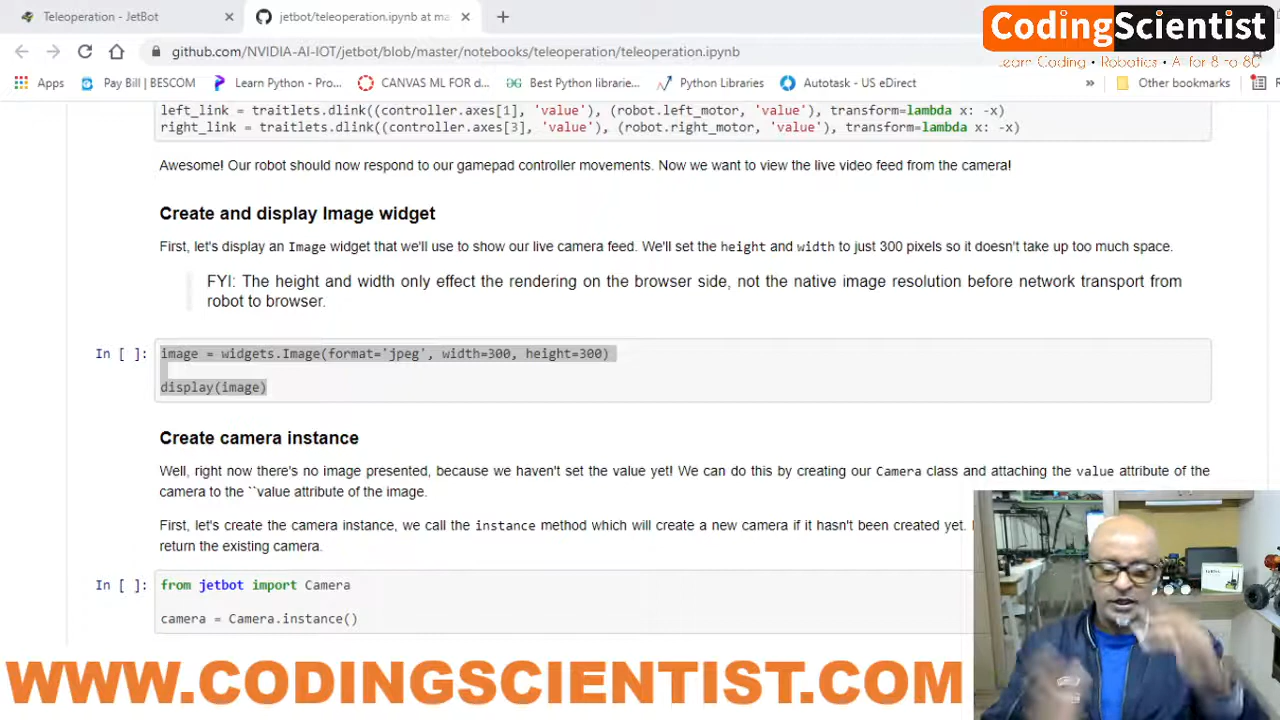 Teleoperation - JetBot
jetbot/teleoperation.ipynb at ma
CodingScientist
Learn Coding • Robotics • AI for 8 to 80
github.com/NVIDIA-AI-IOT/jetbot/blob/master/notebooks/teleoperation/teleoperation.ipynb
Apps
Pay Bill | BESCOM
Learn Python - Pro...
CANVAS ML FOR d...
Best Python librarie...
Python Libraries
Autotask - US eDirect
»
Other bookmarks
left_link = traitlets.dlink((controller.axes[1], 'value'), (robot.left_motor, 'value'), transform=lambda x: -x)
right_link = traitlets.dlink((controller.axes[3], 'value'), (robot.right_motor, 'value'), transform=lambda x: -x)
Awesome! Our robot should now respond to our gamepad controller movements. Now we want to view the live video feed from the camera!
Create and display Image widget
First, let's display an Image widget that we'll use to show our live camera feed. We'll set the height and width to just 300 pixels so it doesn't take up too much space.
FYI: The height and width only effect the rendering on the browser side, not the native image resolution before network transport from
robot to browser.
In [ ]: image = widgets.Image(format='jpeg', width=300, height=300)
display(image)
Create camera instance
Well, right now there's no image presented, because we haven't set the value yet! We can do this by creating our Camera class and attaching the value attribute of the
camera to the ``value attribute of the image.
First, let's create the camera instance, we call the instance method which will create a new camera if it hasn't been created yet.
return the existing camera.
In [ ]: from jetbot import Camera
camera = Camera.instance()
WWW.CODINGSCIENTIST.COM